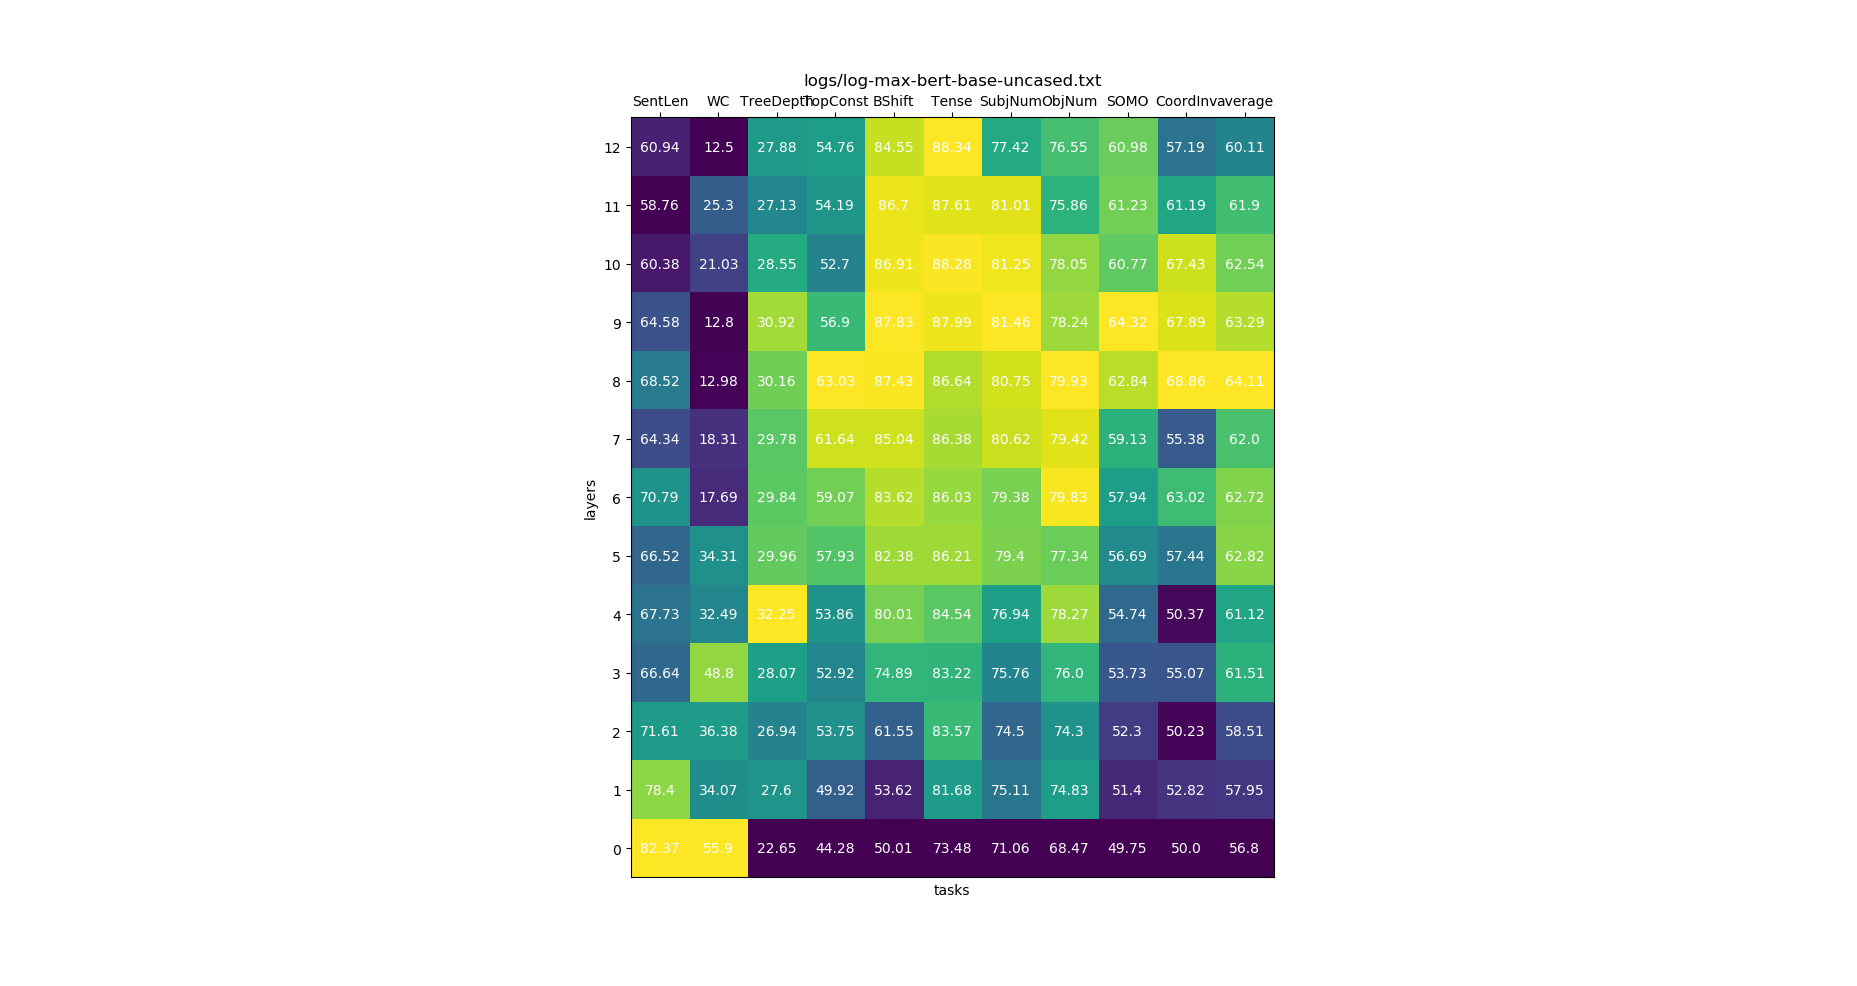 logs/log-max-bert-base-uncased.txt
SentLen WC TreeDepth TopConst BShift Tense SubjNum ObjNum SOMO CoordInv average
12 60.94 12.5 27.88 54.76 84.55 88.34 77.42 76.55 60.98 57.19 60.11
11 58.76 25.3 27.13 54.19 86.7 87.61 81.01 75.86 61.23 61.19 61.9
10 60.38 21.03 28.55 52.7 86.91 88.28 81.25 78.05 60.77 67.43 62.54
9 64.58 12.8 30.92 56.9 87.83 87.99 81.46 78.24 64.32 67.89 63.29
8 68.52 12.98 30.16 63.03 87.43 86.64 80.75 79.93 62.84 68.86 64.11
7 64.34 18.31 29.78 61.64 85.04 86.38 80.62 79.42 59.13 55.38 62.0
6 70.79 17.69 29.84 59.07 83.62 86.03 79.38 79.83 57.94 63.02 62.72
layers
5 66.52 34.31 29.96 57.93 82.38 86.21 79.4 77.34 56.69 57.44 62.82
4 67.73 32.49 32.25 53.86 80.01 84.54 76.94 78.27 54.74 50.37 61.12
3 66.64 48.8 28.07 52.92 74.89 83.22 75.76 76.0 53.73 55.07 61.51
2 71.61 36.38 26.94 53.75 61.55 83.57 74.5 74.3 52.3 50.23 58.51
1 78.4 34.07 27.6 49.92 53.62 81.68 75.11 74.83 51.4 52.82 57.95
0 82.37 55.9 22.65 44.28 50.01 73.48 71.06 68.47 49.75 50.0 56.8
tasks